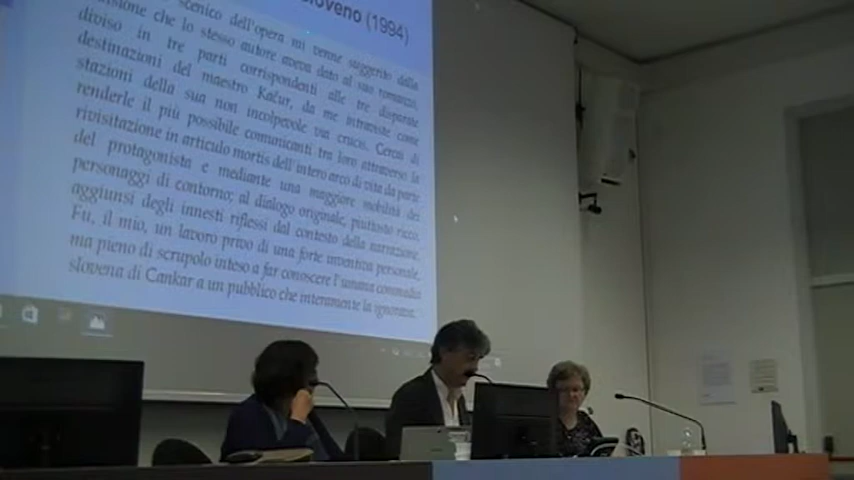 sloveno (1994)
scenico dell'opera mi venne suggerito dalla
visione che lo stesso autore aveva dato al suo romanzo,
diviso in tre parti corrispondenti alle tre disparate
destinazioni del maestro Kačur, da me intraviste come
stazioni della sua non incolpevole via crucis. Cercai di
renderle il più possibile comunicanti tra loro attraverso la
rivisitazione in articulo mortis dell'intero arco di vita da parte
del protagonista e mediante una maggiore mobilità dei
personaggi di contorno; al dialogo originale, piuttosto ricco,
aggiunsi degli innesti riflessi dal contesto della narrazione.
Fu, il mio, un lavoro privo di una forte inventica personale,
ma pieno di scrupolo inteso a far conoscere l'umana commedia
slovena di Cankar a un pubblico che interamente la ignorava.